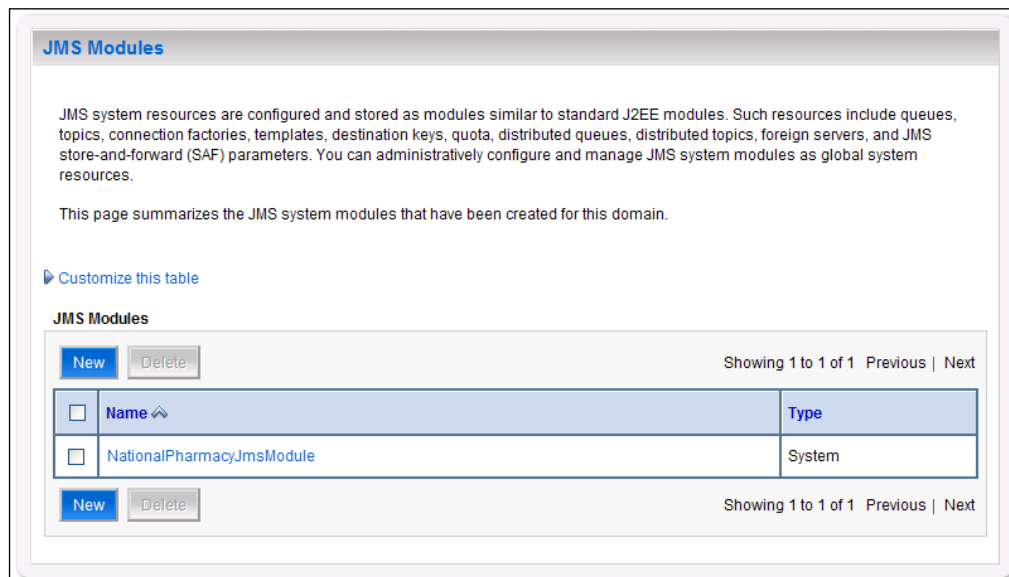 JMS Modules
JMS system resources are configured and stored as modules similar to standard J2EE modules. Such resources include queues,
topics, connection factories, templates, destination keys, quota, distributed queues, distributed topics, foreign servers, and JMS
store-and-forward (SAF) parameters. You can administratively configure and manage JMS system modules as global system
resources.
This page summarizes the JMS system modules that have been created for this domain.
Customize this table
JMS Modules
New Delete Showing 1 to 1 of 1 Previous | Next
Name Type
NationalPharmacyJmsModule System
New Delete Showing 1 to 1 of 1 Previous | Next